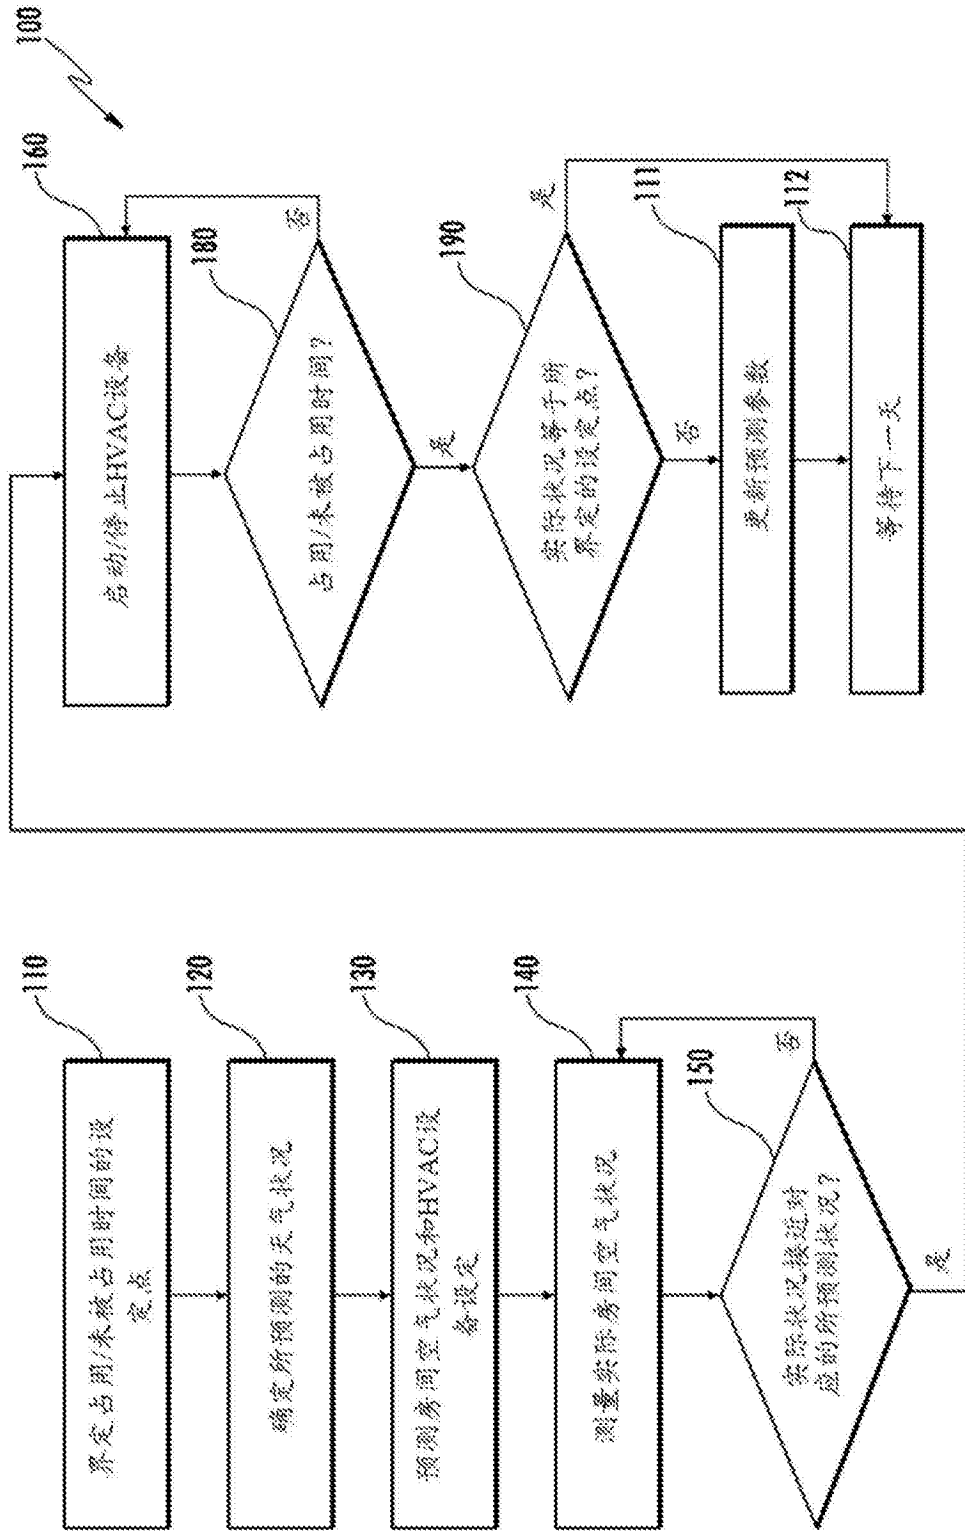 100
110
界定占用/未被占用时间的设
定点
120
确定所预测的天气状况
130
预测房间空气状况和HVAC设
备设定
140
测量实际房间空气状况
150
实际状况接近对
应的所预测状况?
否
是
160
启动/停止HVAC设备
180
占用/未被占用时间?
否
是
190
实际状况等于所
界定的设定点?
是
否
111
更新预测参数
112
等待下一天